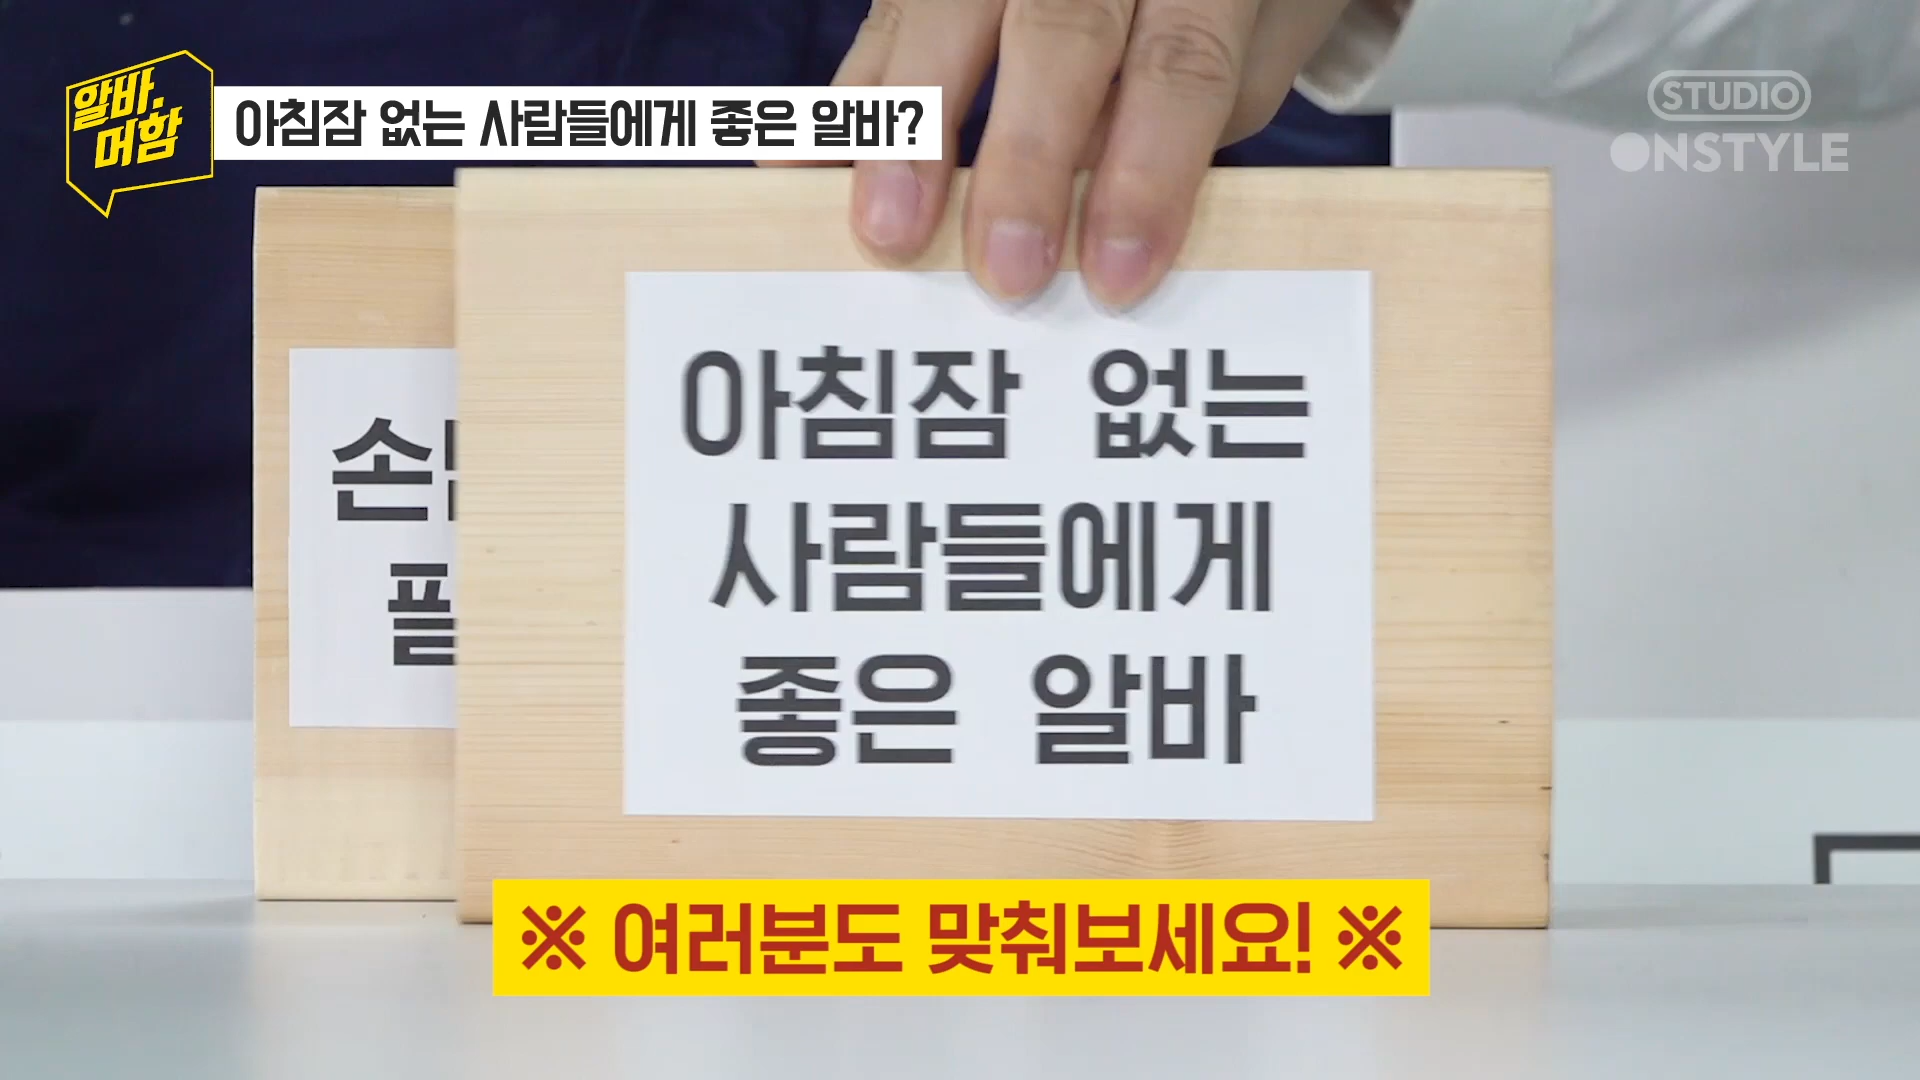 알바.
머함
아침잠 없는 사람들에게 좋은 알바?
STUDIO
ONSTYLE
아침잠 없는
사람들에게
좋은 알바
손
필
※ 여러분도 맞춰보세요! ※